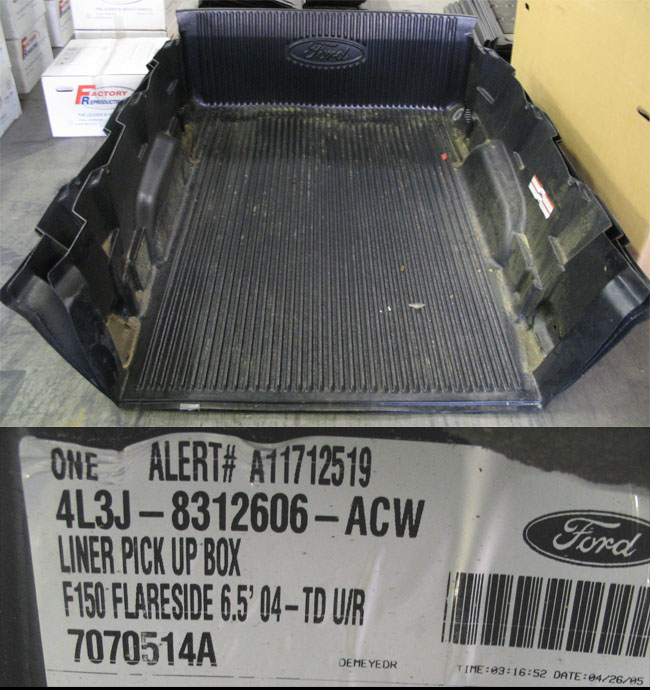 Ford
FACTORY
REPRODUCTIONS
ONE ALERT# A11712519
4L3J-8312606-ACW
LINER PICK UP BOX
Ford
F150 FLARESIDE 6.5' 04-TD U/R
7070514A
DEMEYEDR
TIME:03:16:52 DATE:04/26/05